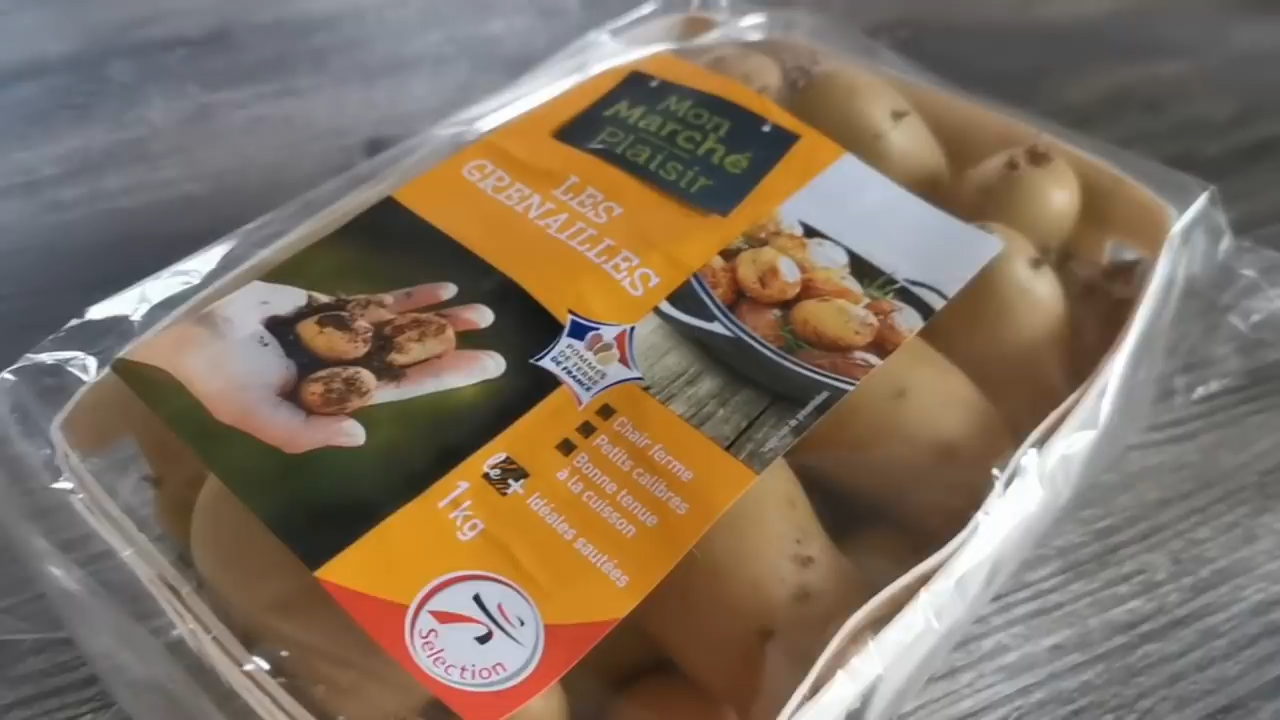 Mon
Marché
Plaisir
LES
GRENAILLES
POMMES
DE TERRE
DE FRANCE
Chair ferme
Petits calibres
Bonne tenue
à la cuisson
le +
Idéales sautées
1kg
Sélection